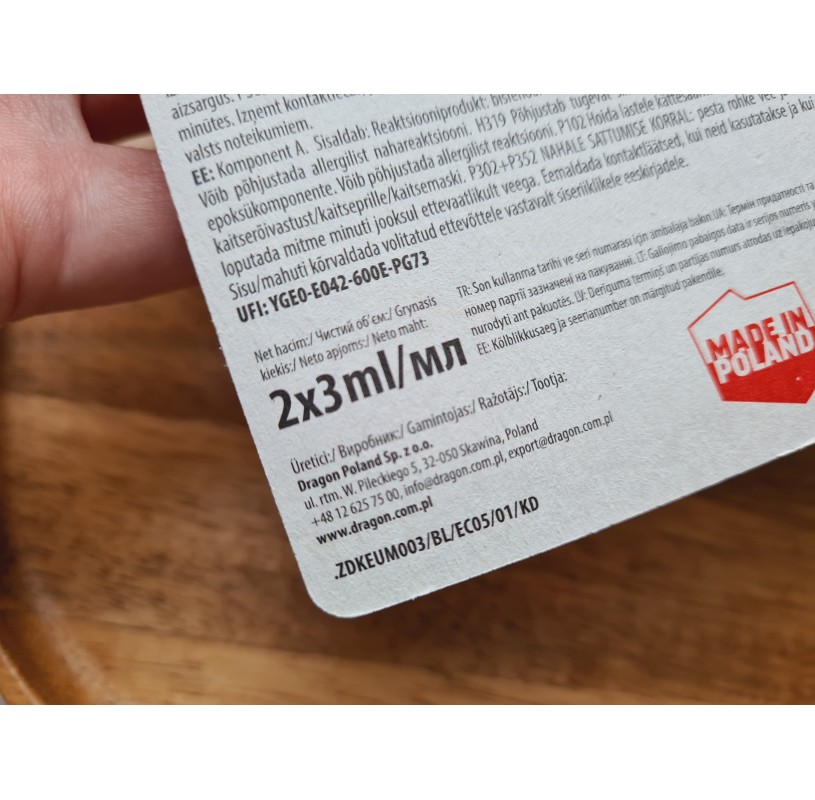 aizsargus.
minūtes. Izņemt
valsts noteikumiem.
EE: Komponent A. Sisaldab: Reaktsiooniprodukt:
Võib põhjustada allergilist nahareaktsiooni. H319 Põhjustab tugevat
epoksükomponente. Võib põhjustada allergilist reaktsiooni. P102 Hoida lastele kättesaamatus
kaitserõivastust/kaitseprille/kaitsemaski. P302+P352 NAHALE SATTUMISE KORRAL: pesta rohke vee
loputada mitme minuti jooksul ettevaatlikult veega. Eemaldada kontaktläätsed, kui neid kasutatakse ja kui
Sisu/mahuti kõrvaldada volitatud ettevõttele vastavalt siseriiklikele eeskirjadele.
UFI: YGE0-E042-600E-PG73
TR: Son kullanma tarihi ve seri numarası için ambalaja bakın. UA: Термін придатності та
номер партії зазначені на пакуванні. LT: Galiojimo pabaigos data ir serijos numeris
nurodyti ant pakuotės. LV: Derīguma termiņš un partijas numurs atrodas uz iepakojuma
EE: Kõlblikkusaeg ja seerianumber on märgitud pakendile.
Net hacim:/ Чистий об'єм:/ Grynasis
kiekis:/ Neto apjoms:/ Neto maht:
2x3ml/мл
MADE IN
POLAND
Üretici:/ Виробник:/ Gamintojas:/ Ražotājs:/ Tootja:
Dragon Poland Sp. z o.o.
ul. rtm. W. Pileckiego 5, 32-050 Skawina, Poland
+48 12 625 75 00, info@dragon.com.pl, export@dragon.com.pl
www.dragon.com.pl
.ZDKEUM003/BL/EC05/01/KD